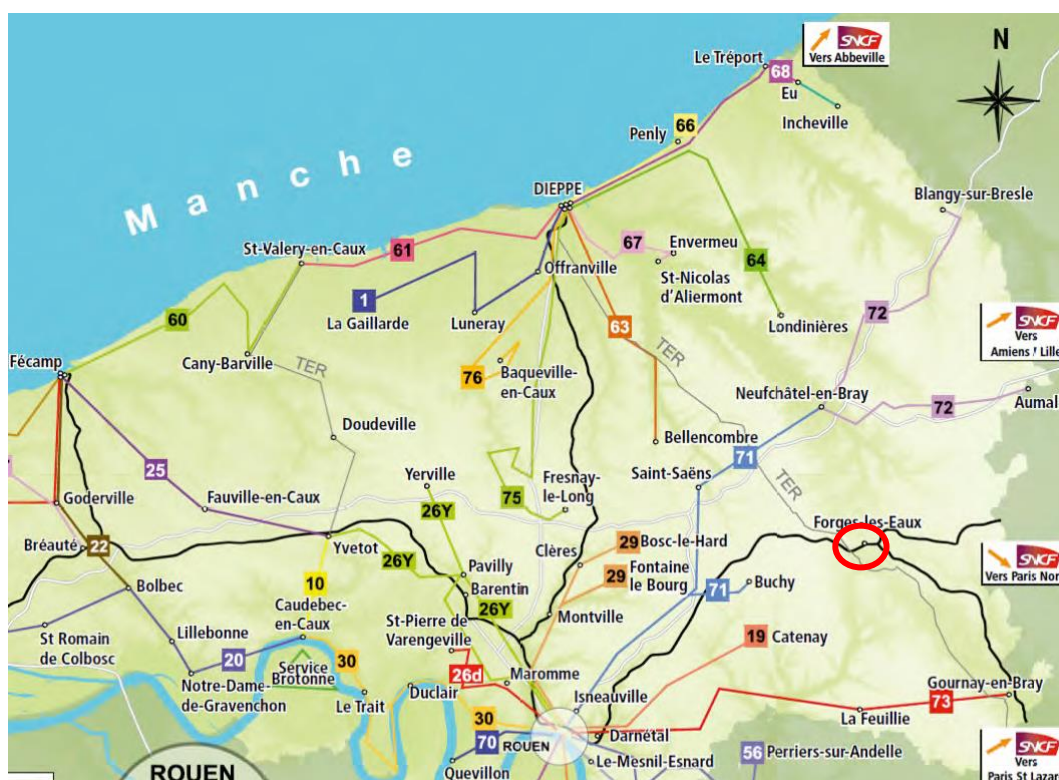 SNCF
Vers Abbeville
N
Le Tréport
68
Eu
Incheville
66
Penly
Manche
DIEPPE
Blangy-sur-Bresle
St-Valery-en-Caux
61
67
Envermeu
64
Offranville
St-Nicolas
d'Aliermont
1
La Gaillarde
Luneray
60
63
Londinières
72
SNCF
Vers
Amiens / Lille
Fécamp
Cany-Barville
TER
TER
76
Baqueville-
en-Caux
Neufchâtel-en-Bray
72
Aumal
Doudeville
Bellencombre
71
25
Yerville
Saint-Saëns
TER
Goderville
Fauville-en-Caux
26Y
75
Fresnay-
le-Long
Forges-les-Eaux
Bréauté
22
Yvetot
26Y
Clères
29
Bosc-le-Hard
SNCF
Vers Paris Nor
Bolbec
10
Pavilly
29
Fontaine
le Bourg
71
Buchy
Caudebec-
en-Caux
Barentin
26Y
Montville
St Romain
de Colbosc
Lillebonne
St-Pierre de
Varengeville
19
Catenay
20
Service
Brotonne
30
26d
Maromme
Notre-Dame-
de-Gravenchon
Le Trait
Duclair
Isneauville
Gournay-en-Bray
73
La Feuillie
30
70
ROUEN
Darnétal
SNCF
Vers
Paris St Lazar
56
Perriers-sur-Andelle
Le-Mesnil-Esnard
Quevillon
ROUEN